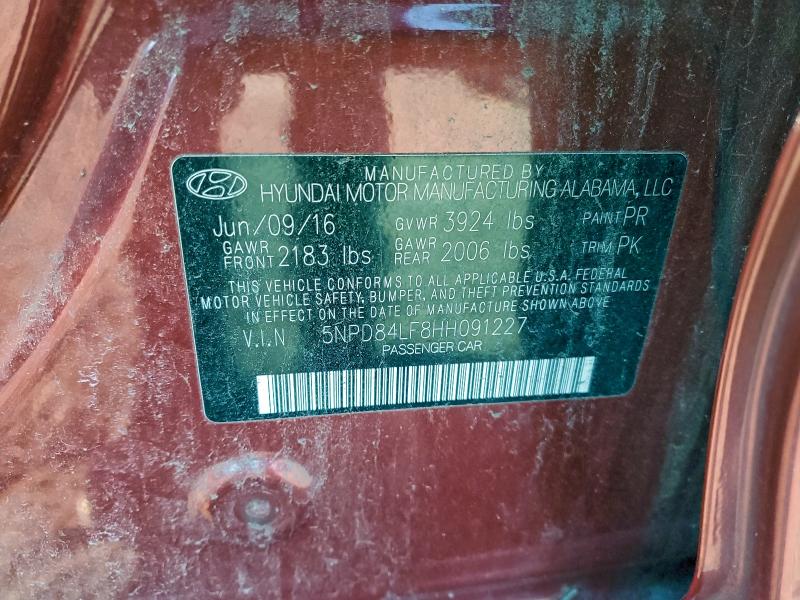 MANUFACTURED BY
HYUNDAI MOTOR MANUFACTURING ALABAMA, LLC
Jun/09/16 GVWR 3924 lbs PAINT PR
GAWR FRONT 2183 lbs GAWR REAR 2006 lbs TRIM PK
THIS VEHICLE CONFORMS TO ALL APPLICABLE U.S.A. FEDERAL
MOTOR VEHICLE SAFETY, BUMPER, AND THEFT PREVENTION STANDARDS
IN EFFECT ON THE DATE OF MANUFACTURE SHOWN ABOVE
V.I.N 5NPD84LF8HH091227
PASSENGER CAR